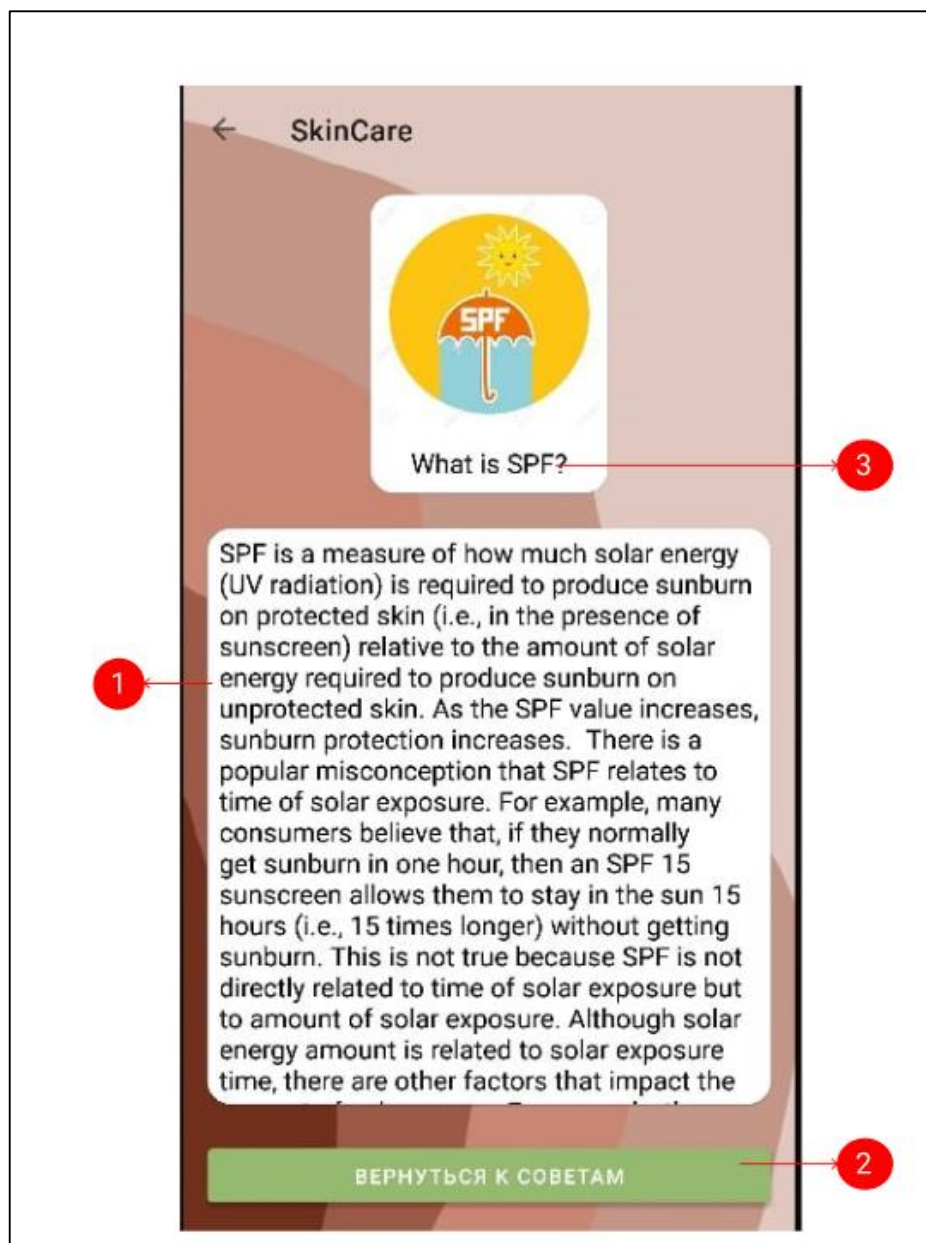 SkinCare
SPF
What is SPF?
3
SPF is a measure of how much solar energy
(UV radiation) is required to produce sunburn
on protected skin (i.e., in the presence of
sunscreen) relative to the amount of solar
1
energy required to produce sunburn on
unprotected skin. As the SPF value increases,
sunburn protection increases.  There is a
popular misconception that SPF relates to
time of solar exposure. For example, many
consumers believe that, if they normally
get sunburn in one hour, then an SPF 15
sunscreen allows them to stay in the sun 15
hours (i.e., 15 times longer) without getting
sunburn. This is not true because SPF is not
directly related to time of solar exposure but
to amount of solar exposure. Although solar
energy amount is related to solar exposure
time, there are other factors that impact the
ВЕРНУТЬСЯ К СОВЕТАМ
2